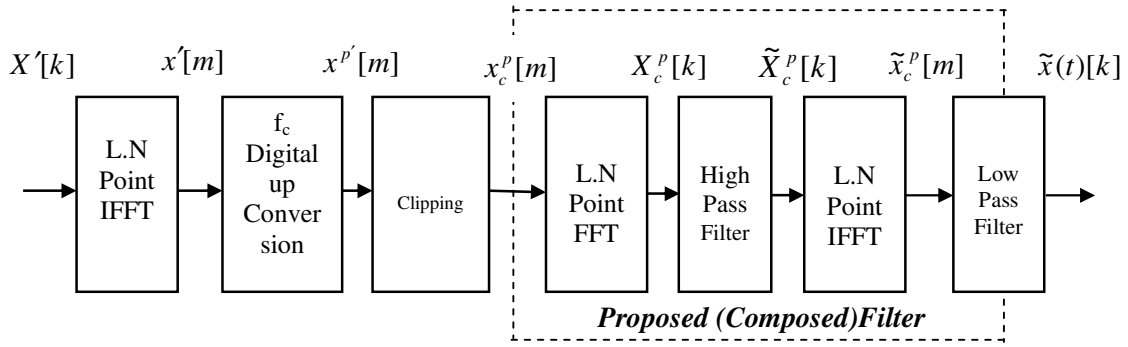 X′[k] x′[m] x^{p′}[m] x_c^p[m] X_c^p[k] X̃_c^p[k] x̃_c^p[m] x̃(t)[k]
L.N
Point
IFFT
f_c
Digital
up
Conver
sion
Clipping
L.N
Point
FFT
High
Pass
Filter
L.N
Point
IFFT
Low
Pass
Filter
Proposed (Composed)Filter